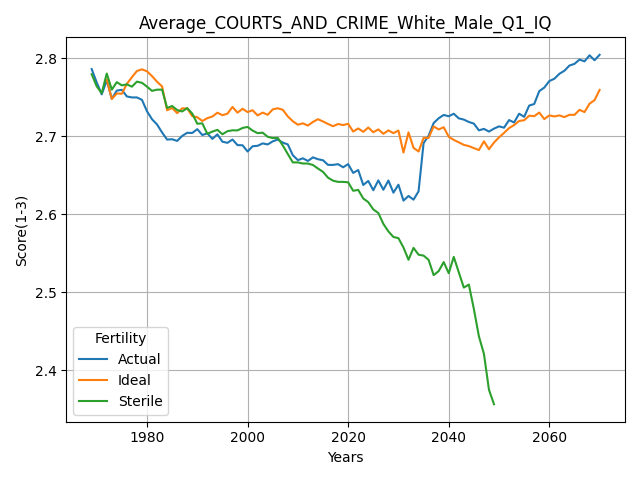 Average_COURTS_AND_CRIME_White_Male_Q1_IQ
Score(1-3)
2.8
2.7
2.6
2.5
2.4
Fertility
Actual
Ideal
Sterile
1980 2000 2020 2040 2060
Years